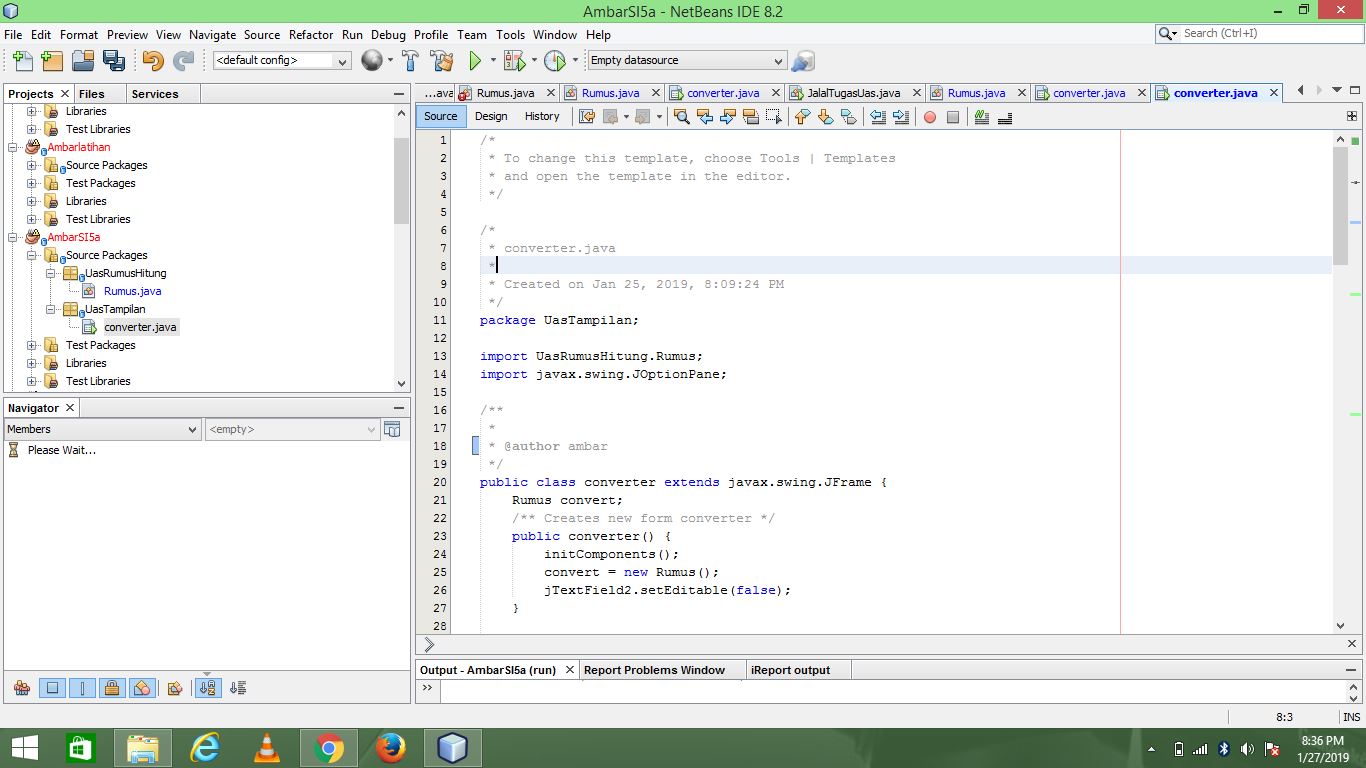 AmbarSI5a - NetBeans IDE 8.2
File Edit Format Preview View Navigate Source Refactor Run Debug Profile Team Tools Window Help
Search (Ctrl+I)
<default config>
Empty datasource
Projects Files Services
...ava Rumus.java Rumus.java converter.java JalalTugasUas.java Rumus.java converter.java converter.java
Source Design History
Libraries
Test Libraries
Ambarlatihan
Source Packages
Test Packages
Libraries
Test Libraries
AmbarSI5a
Source Packages
UasRumusHitung
Rumus.java
UasTampilan
converter.java
Test Packages
Libraries
Test Libraries
Navigator
Members <empty>
Please Wait...
1 /*
2 * To change this template, choose Tools | Templates
3 * and open the template in the editor.
4 */
5
6 /*
7 * converter.java
8 *
9 * Created on Jan 25, 2019, 8:09:24 PM
10 */
11 package UasTampilan;
12
13 import UasRumusHitung.Rumus;
14 import javax.swing.JOptionPane;
15
16 /**
17 *
18 * @author ambar
19 */
20 public class converter extends javax.swing.JFrame {
21 Rumus convert;
22 /** Creates new form converter */
23 public converter() {
24 initComponents();
25 convert = new Rumus();
26 jTextField2.setEditable(false);
27 }
28
Output - AmbarSI5a (run) Report Problems Window iReport output
8:3 INS
8:36 PM
1/27/2019